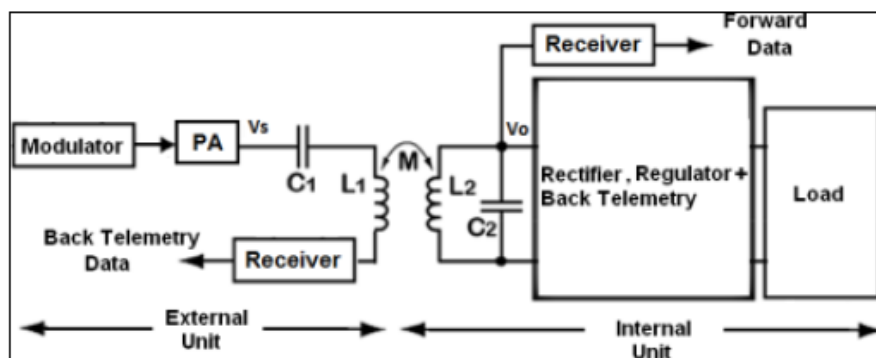 Forward
Data
Receiver
Modulator
PA
Vs
C1
L1
M
L2
C2
Vo
Rectifier, Regulator +
Back Telemetry
Load
Back Telemetry
Data
Receiver
External
Unit
Internal
Unit